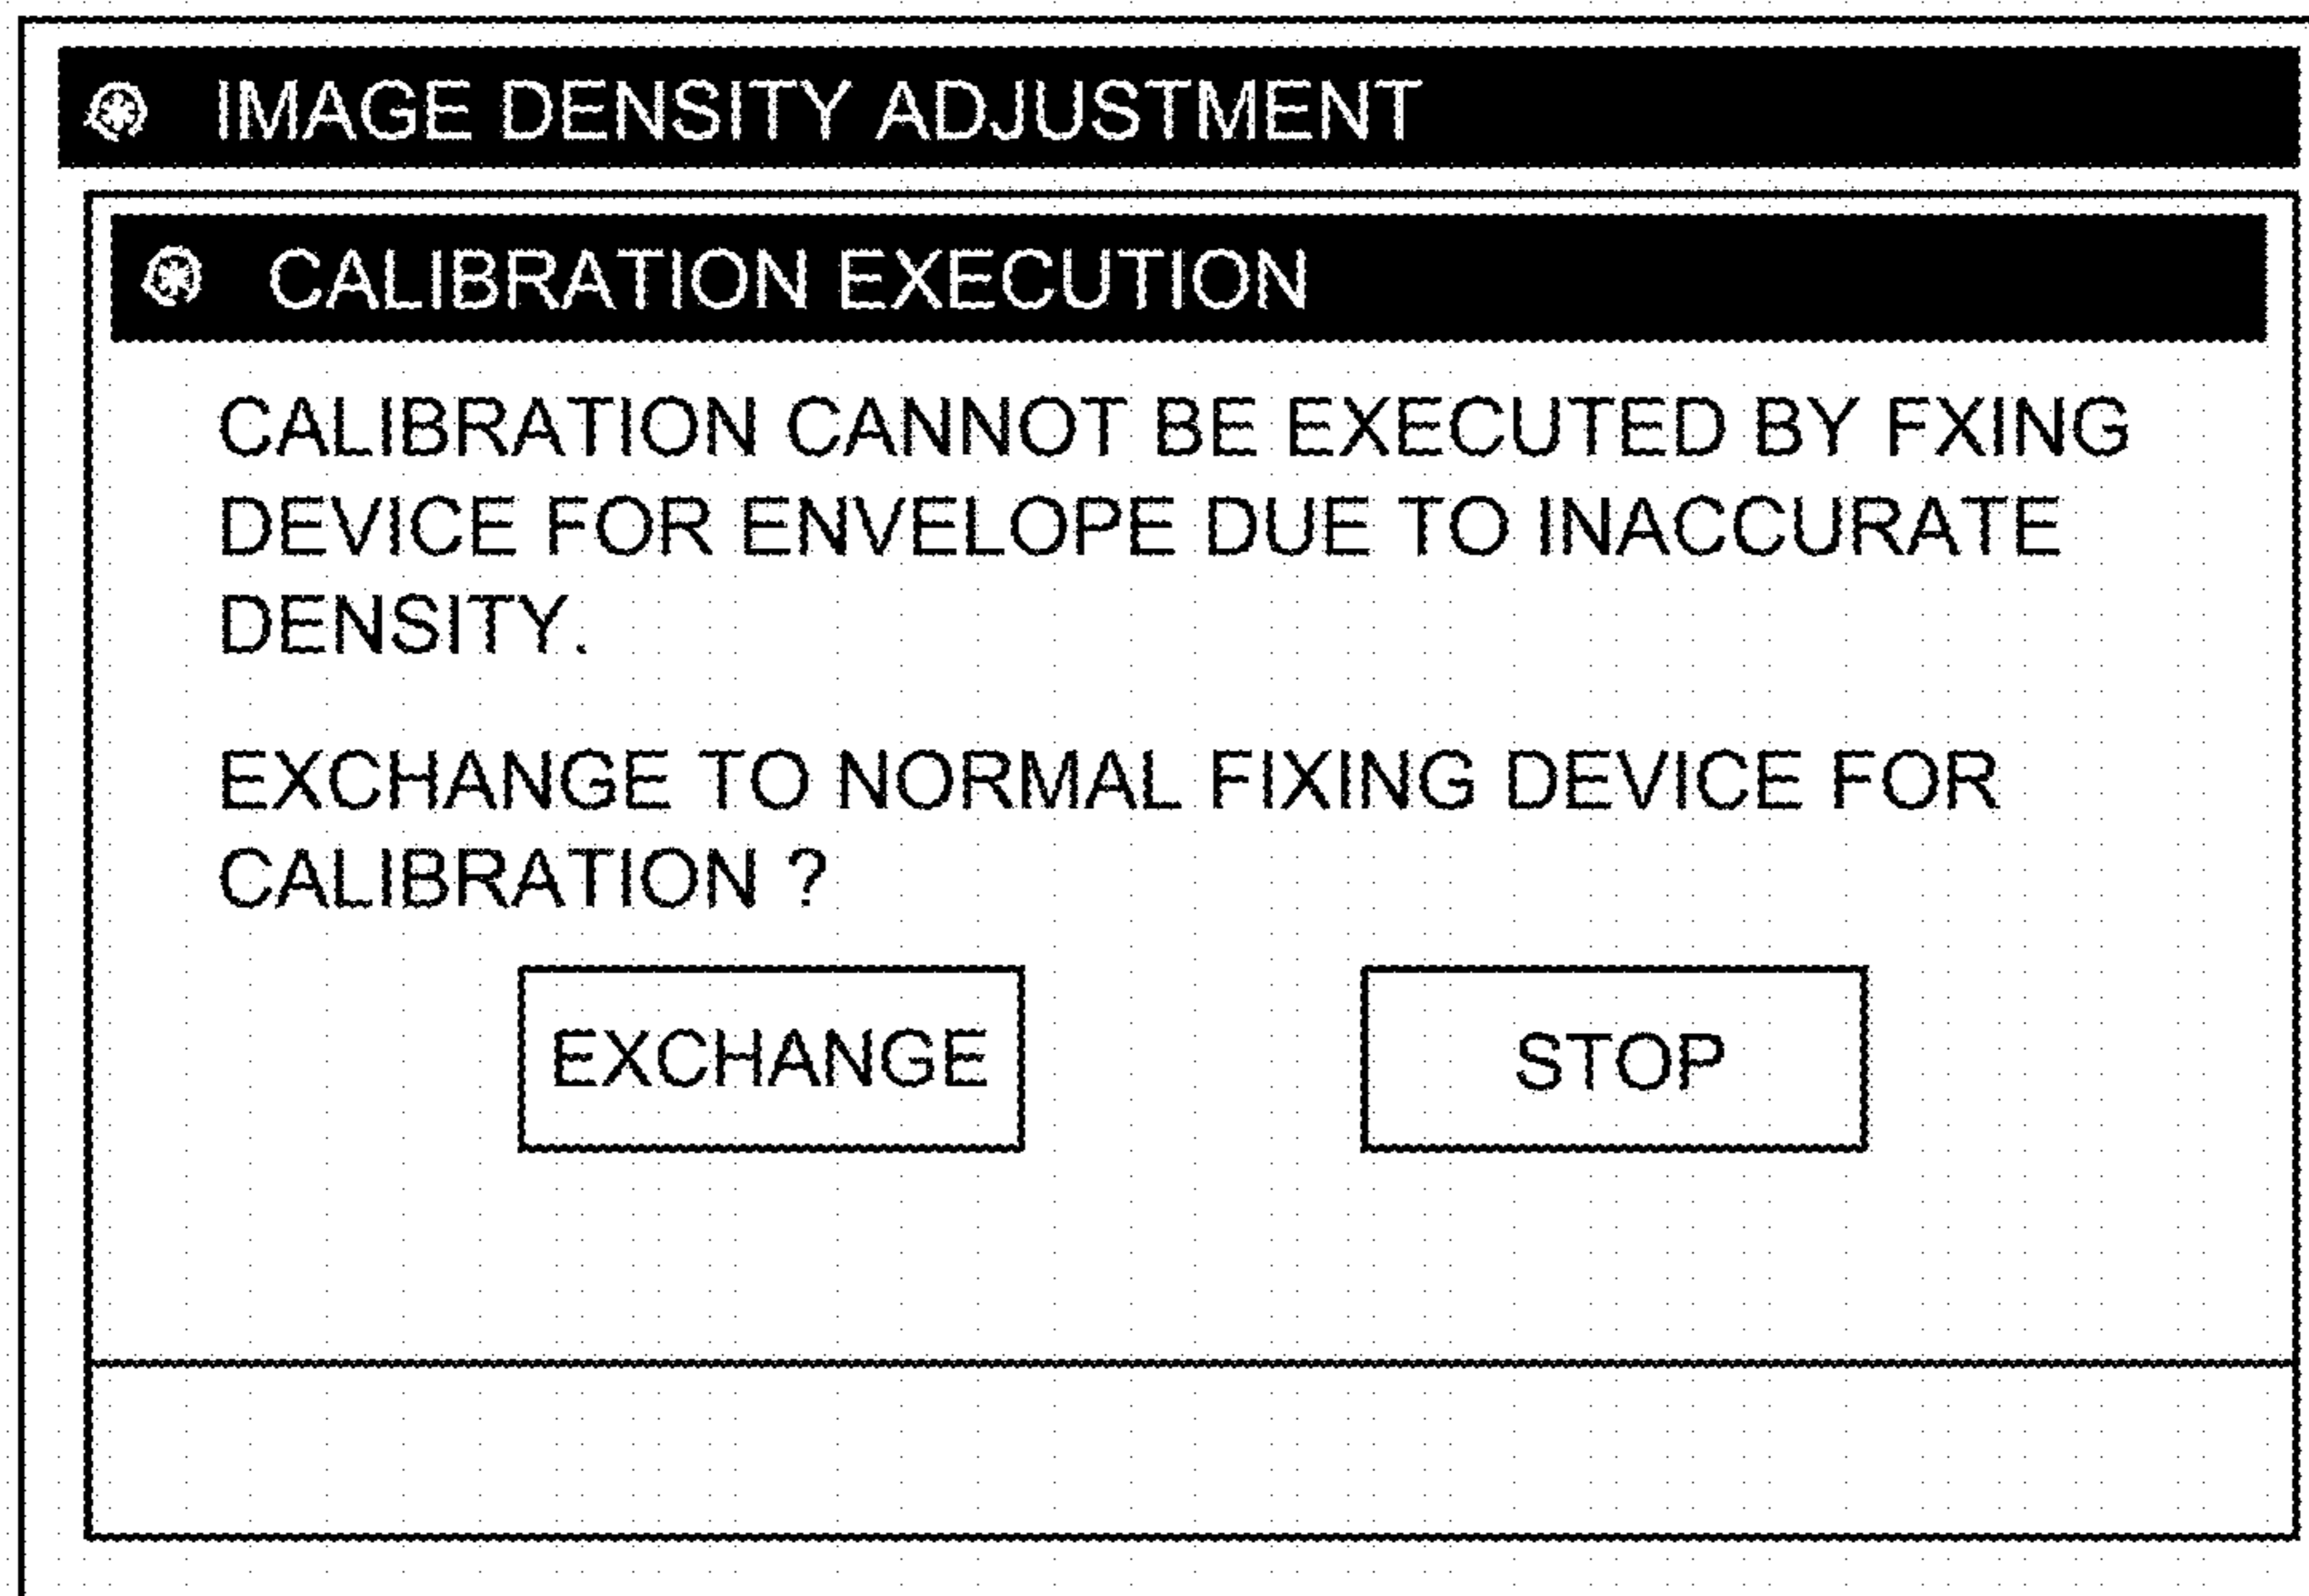 IMAGE DENSITY ADJUSTMENT
CALIBRATION EXECUTION
CALIBRATION CANNOT BE EXECUTED BY FXING
DEVICE FOR ENVELOPE DUE TO INACCURATE
DENSITY.
EXCHANGE TO NORMAL FIXING DEVICE FOR
CALIBRATION ?
EXCHANGE
STOP